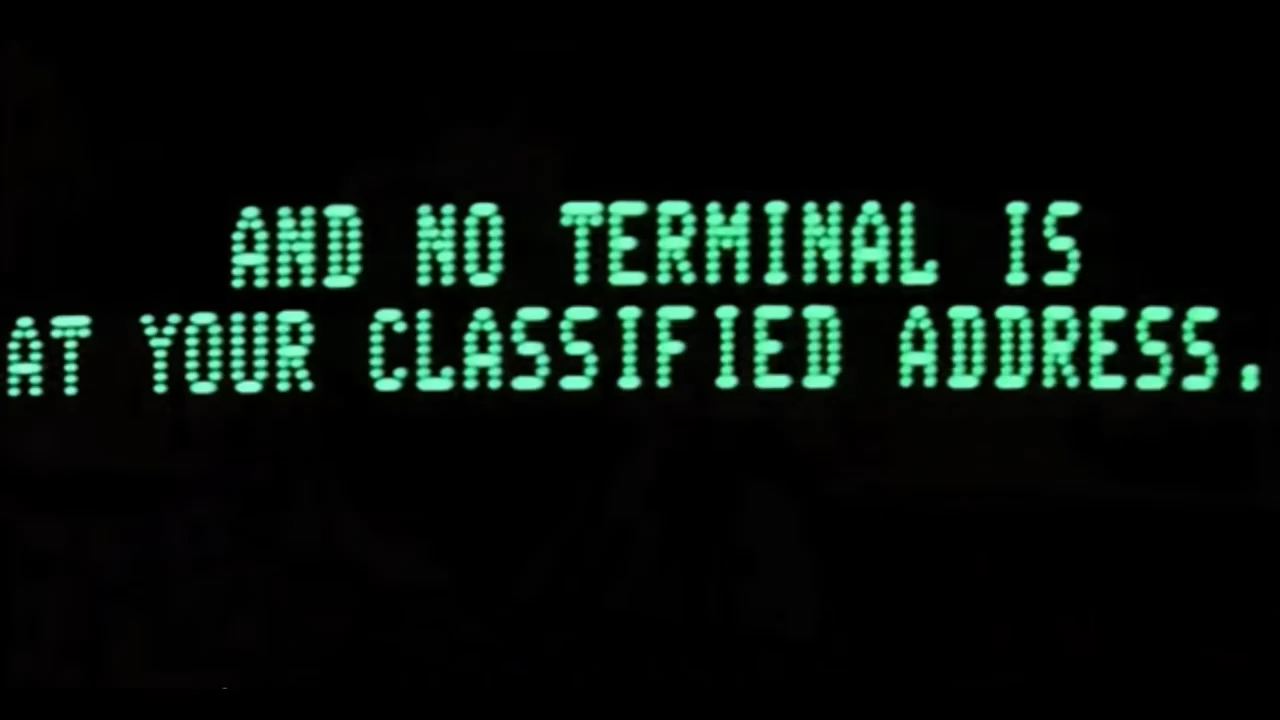 AND NO TERMINAL IS
AT YOUR CLASSIFIED ADDRESS.